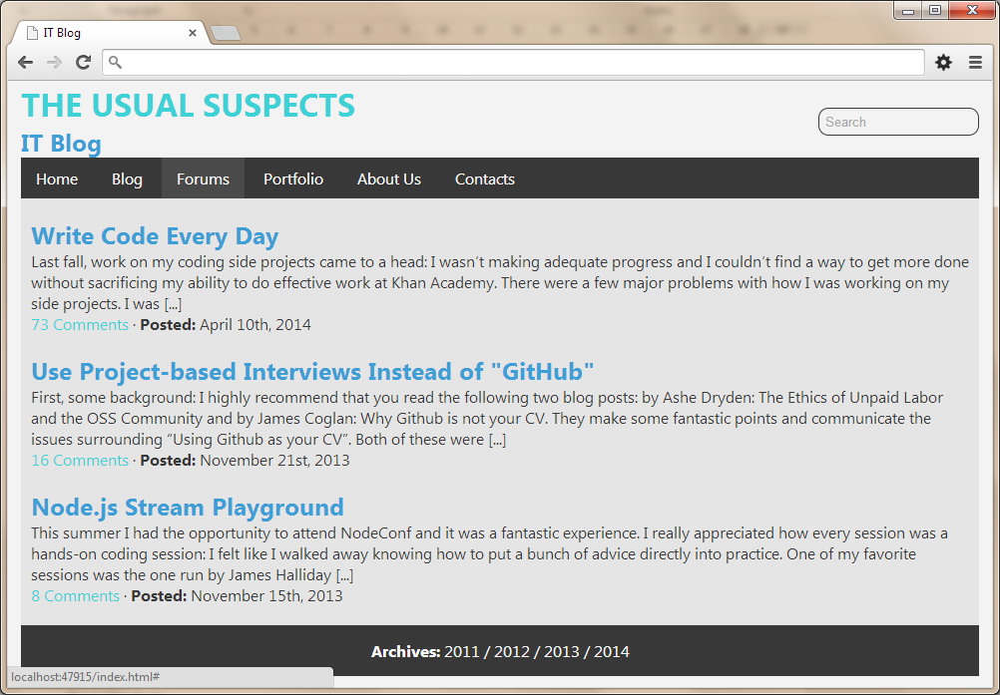 IT Blog
THE USUAL SUSPECTS
Search
IT Blog
Home Blog Forums Portfolio About Us Contacts
Write Code Every Day
Last fall, work on my coding side projects came to a head: I wasn’t making adequate progress and I couldn’t find a way to get more done
without sacrificing my ability to do effective work at Khan Academy. There were a few major problems with how I was working on my
side projects. I was [...]
73 Comments · Posted: April 10th, 2014
Use Project-based Interviews Instead of "GitHub"
First, some background: I highly recommend that you read the following two blog posts: by Ashe Dryden: The Ethics of Unpaid Labor
and the OSS Community and by James Coglan: Why Github is not your CV. They make some fantastic points and communicate the
issues surrounding “Using Github as your CV”. Both of these were [...]
16 Comments · Posted: November 21st, 2013
Node.js Stream Playground
This summer I had the opportunity to attend NodeConf and it was a fantastic experience. I really appreciated how every session was a
hands-on coding session: I felt like I walked away knowing how to put a bunch of advice directly into practice. One of my favorite
sessions was the one run by James Halliday [...]
8 Comments · Posted: November 15th, 2013
Archives: 2011 / 2012 / 2013 / 2014
localhost:47915/index.html#